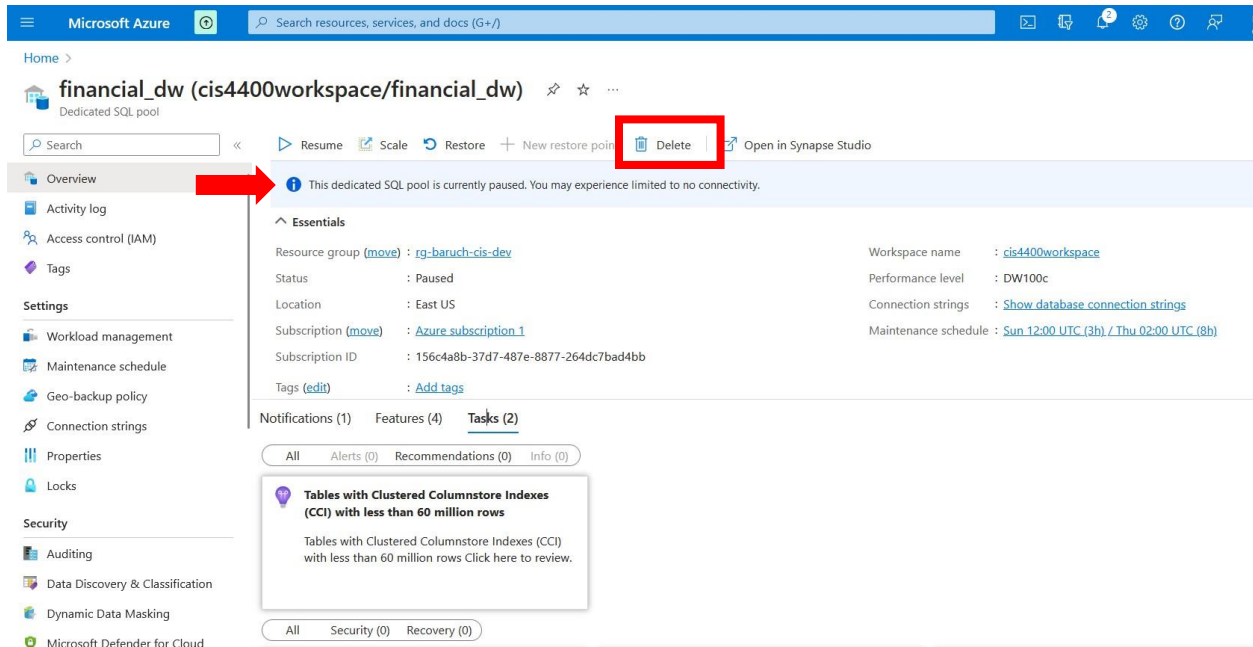 Microsoft Azure
Search resources, services, and docs (G+/)
2
Home >
financial_dw (cis4400workspace/financial_dw)
Dedicated SQL pool
Search
Resume Scale Restore New restore poin Delete Open in Synapse Studio
This dedicated SQL pool is currently paused. You may experience limited to no connectivity.
Overview
Activity log
Access control (IAM)
Tags
Settings
Workload management
Maintenance schedule
Geo-backup policy
Connection strings
Properties
Locks
Security
Auditing
Data Discovery & Classification
Dynamic Data Masking
Microsoft Defender for Cloud
Essentials
Resource group (move) : rg-baruch-cis-dev
Status : Paused
Location : East US
Subscription (move) : Azure subscription 1
Subscription ID : 156c4a8b-37d7-487e-8877-264dc7bad4bb
Tags (edit) : Add tags
Workspace name : cis4400workspace
Performance level : DW100c
Connection strings : Show database connection strings
Maintenance schedule : Sun 12:00 UTC (3h) / Thu 02:00 UTC (8h)
Notifications (1) Features (4) Tasks (2)
All Alerts (0) Recommendations (0) Info (0)
Tables with Clustered Columnstore Indexes
(CCI) with less than 60 million rows
Tables with Clustered Columnstore Indexes (CCI)
with less than 60 million rows Click here to review.
All Security (0) Recovery (0)